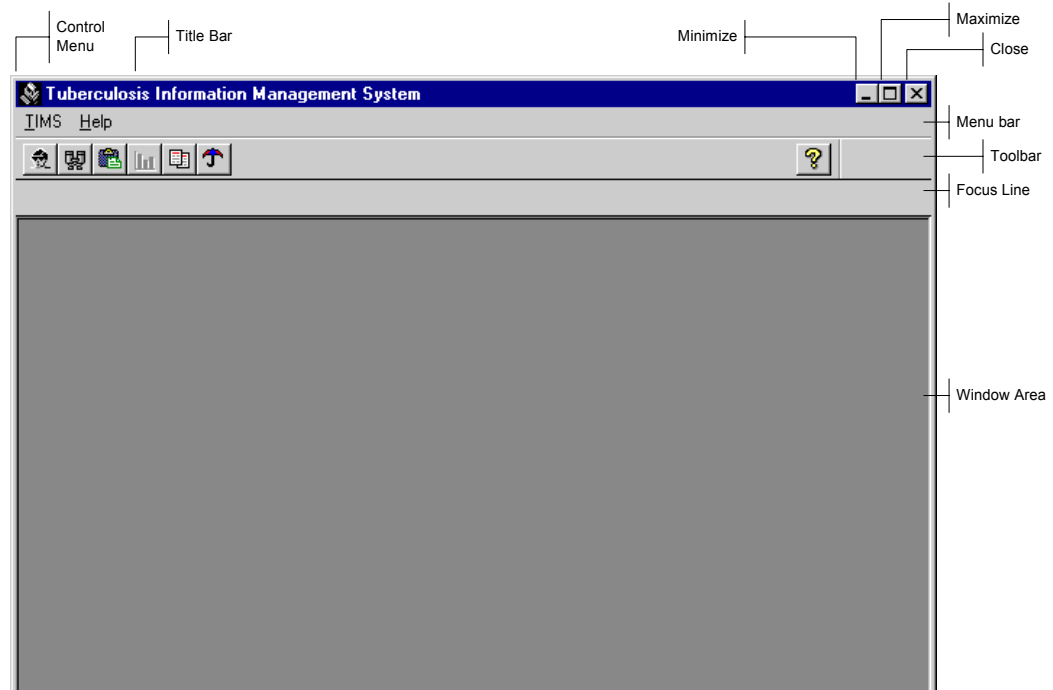 Control
Menu
Title Bar
Minimize
Maximize
Close
Tuberculosis Information Management System
TIMS Help
Menu bar
Toolbar
Focus Line
Window Area